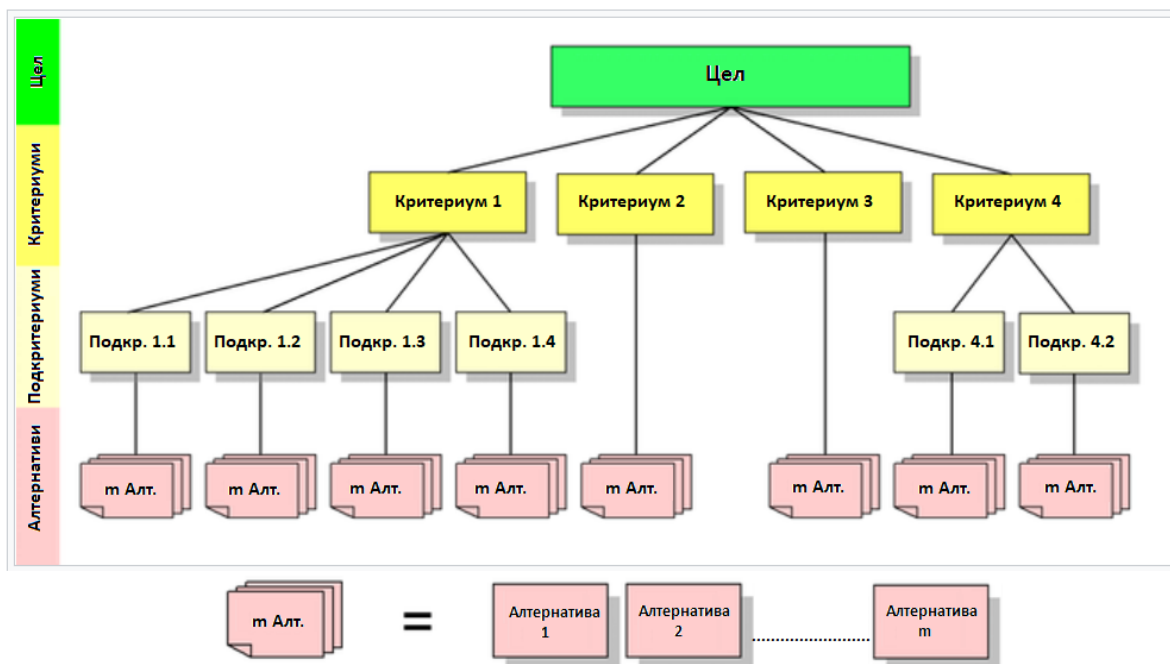 Цел
Цел
Критериуми
Критериум 1
Критериум 2
Критериум 3
Критериум 4
Подкритериуми
Подкр. 1.1
Подкр. 1.2
Подкр. 1.3
Подкр. 1.4
Подкр. 4.1
Подкр. 4.2
Алтернативи
m Алт.
m Алт.
m Алт.
m Алт.
m Алт.
m Алт.
m Алт.
m Алт.
m Алт.
=
Алтернатива
1
Алтернатива
2
......................
Алтернатива
m